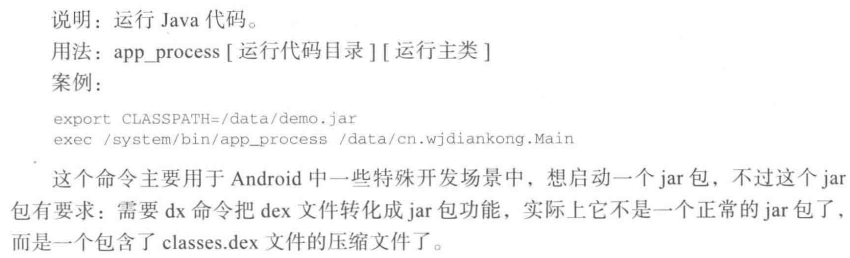 说明：运行 Java 代码。
用法：app_process [ 运行代码目录 ] [ 运行主类 ]
案例：
export CLASSPATH=/data/demo.jar
exec /system/bin/app_process /data/cn.wjdiankong.Main
这个命令主要用于 Android 中一些特殊开发场景中，想启动一个 jar 包，不过这个 jar
包有要求：需要 dx 命令把 dex 文件转化成 jar 包功能，实际上它不是一个正常的 jar 包了，
而是一个包含了 classes.dex 文件的压缩文件了。